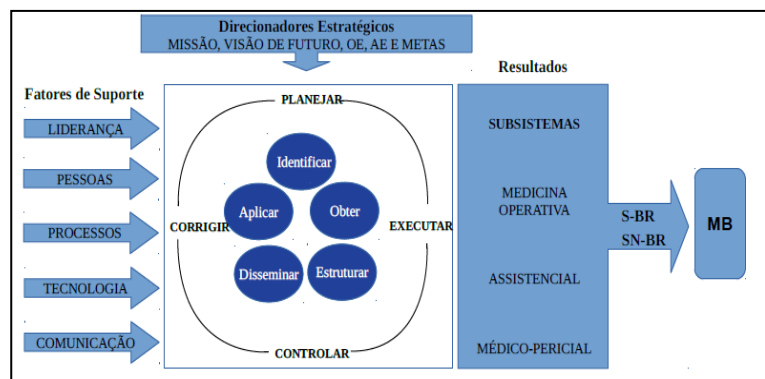 Direcionadores Estratégicos
MISSÃO, VISÃO DE FUTURO, OE, AE E METAS
Fatores de Suporte
LIDERANÇA
PESSOAS
PROCESSOS
TECNOLOGIA
COMUNICAÇÃO
PLANEJAR
Identificar
Aplicar
Obter
CORRIGIR
EXECUTAR
Disseminar
Estruturar
CONTROLAR
Resultados
SUBSISTEMAS
MEDICINA
OPERATIVA
ASSISTENCIAL
MÉDICO-PERICIAL
S-BR
SN-BR
MB